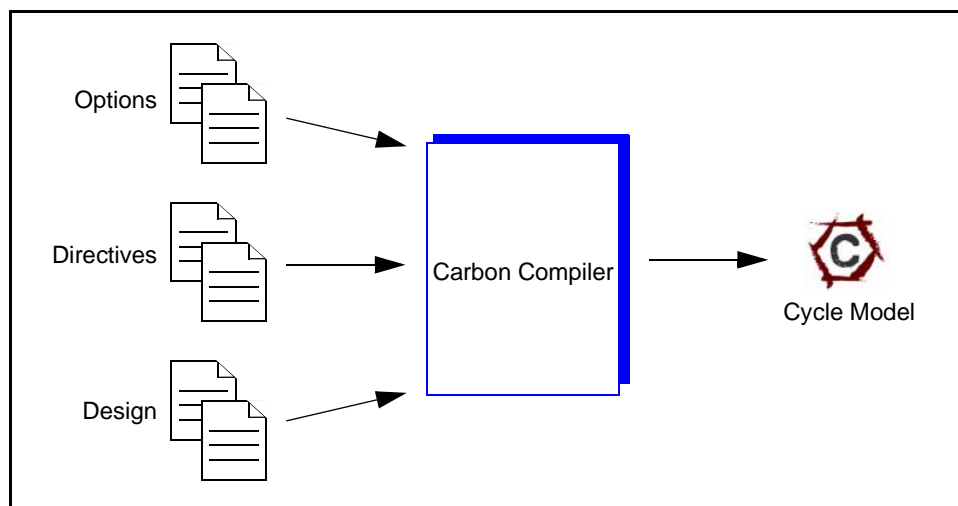 Options
Directives
Carbon Compiler
C
Cycle Model
Design